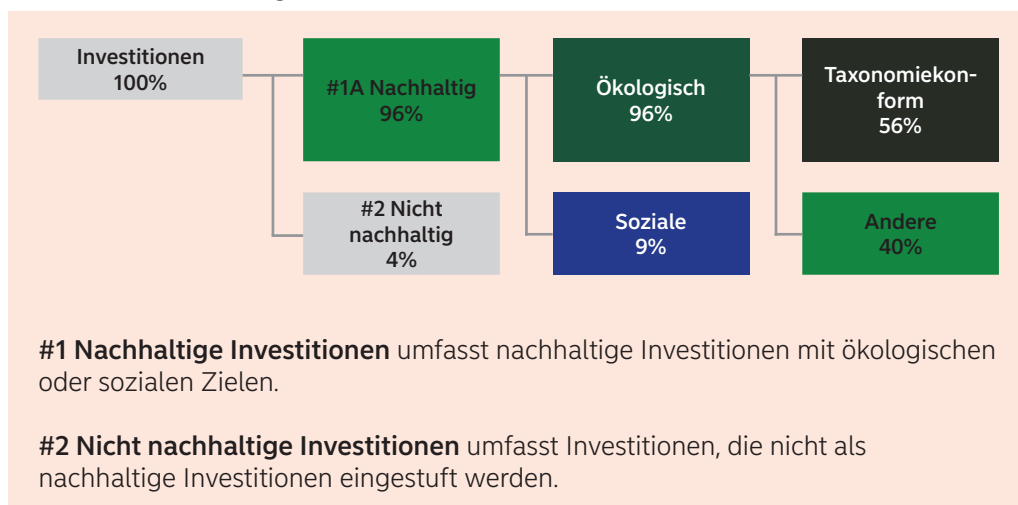 Investitionen
100%
#1A Nachhaltig
96%
Ökologisch
96%
Taxonomiekon-
form
56%
#2 Nicht
nachhaltig
4%
Soziale
9%
Andere
40%
#1 Nachhaltige Investitionen umfasst nachhaltige Investitionen mit ökologischen
oder sozialen Zielen.
#2 Nicht nachhaltige Investitionen umfasst Investitionen, die nicht als
nachhaltige Investitionen eingestuft werden.